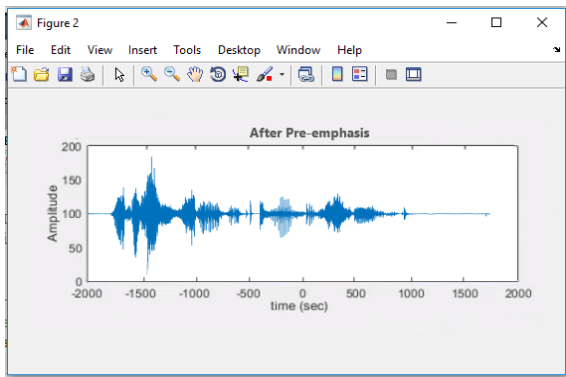 Figure 2
File Edit View Insert Tools Desktop Window Help
After Pre-emphasis
200
150
100
50
0
Amplitude
-2000 -1500 -1000 -500 0 500 1000 1500 2000
time (sec)